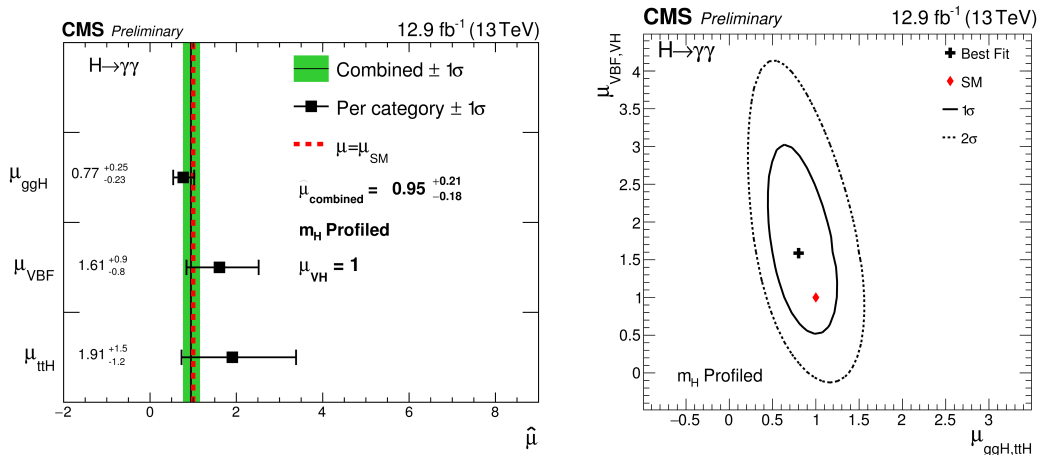 CMS Preliminary 12.9 fb-1 (13 TeV)
H→γγ
Combined ± 1σ
Per category ± 1σ
μ=μSM
μcombined = 0.95 +0.21 −0.18
mH Profiled
μVH = 1
μggH 0.77 +0.25 -0.23
μVBF 1.61 +0.9 -0.8
μttH 1.91 +1.5 -1.2
−2 0 2 4 6 8
μ̂
CMS Preliminary 12.9 fb-1 (13 TeV)
μVBF,VH
H→γγ
Best Fit
SM
1σ
2σ
4
3.5
3
2.5
2
1.5
1
0.5
0
mH Profiled
−0.5 0 0.5 1 1.5 2 2.5 3
μggH,ttH